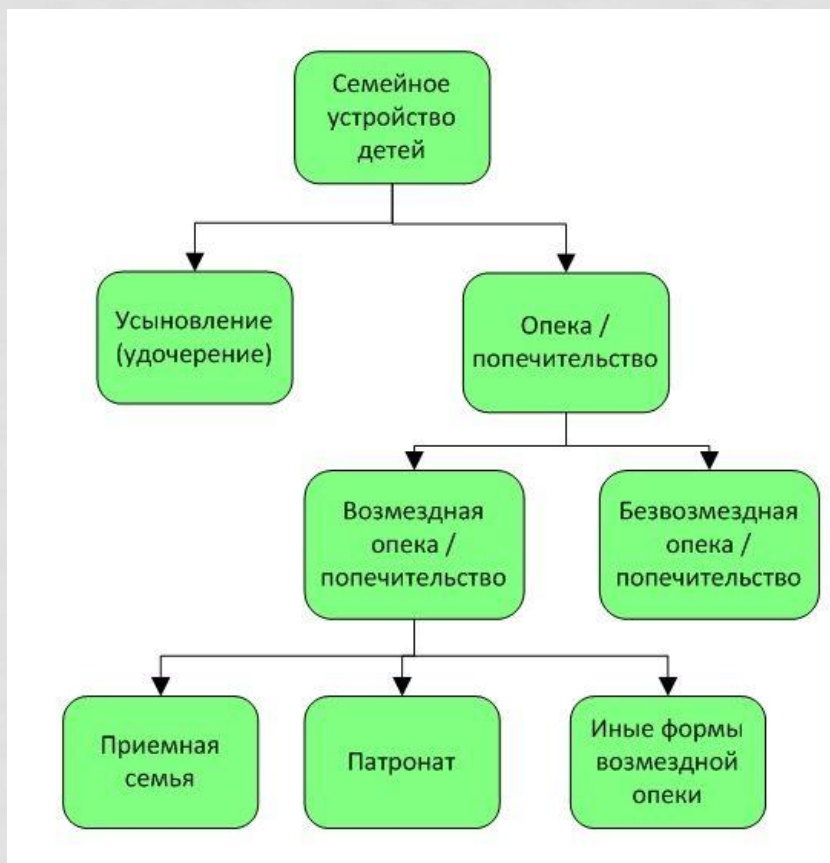 Семейное
устройство
детей
Усыновление
(удочерение)
Опека /
попечительство
Возмездная
опека /
попечительство
Безвозмездная
опека /
попечительство
Приемная
семья
Патронат
Иные формы
возмездной
опеки